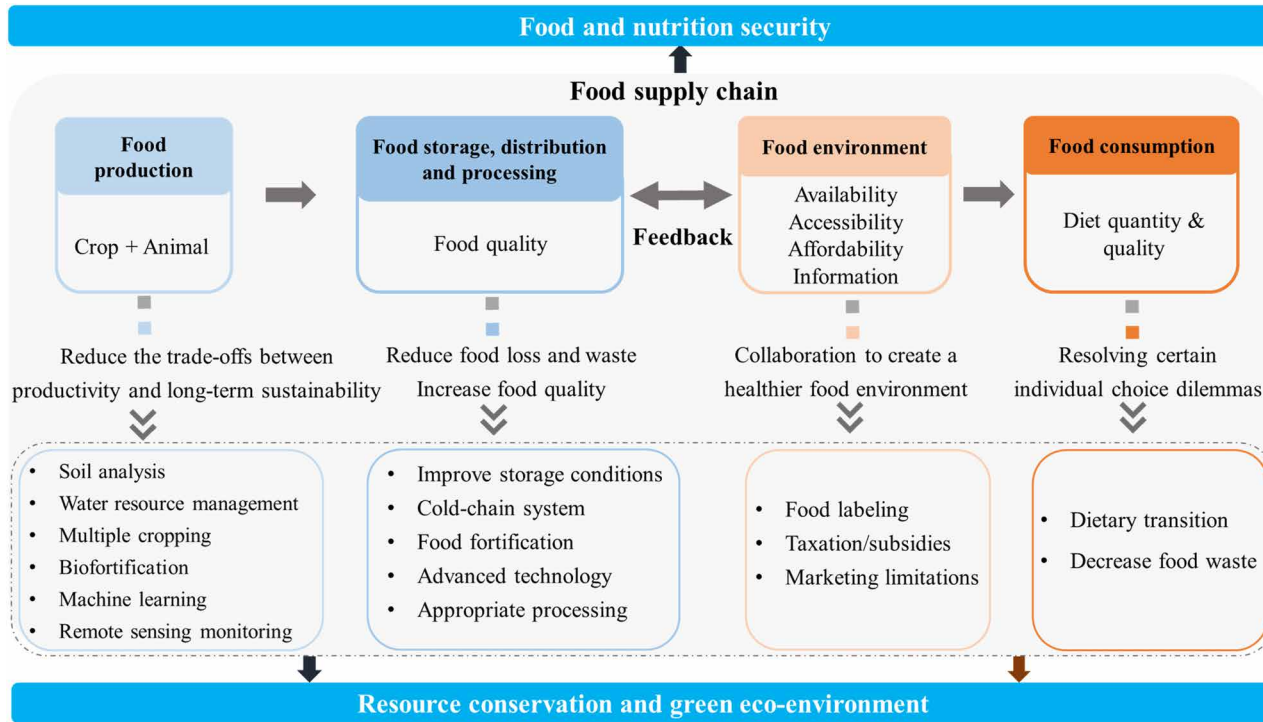 Food and nutrition security
Food supply chain
Food
production
Crop + Animal
Food storage, distribution
and processing
Food quality
Feedback
Food environment
Availability
Accessibility
Affordability
Information
Food consumption
Diet quantity &
quality
Reduce the trade-offs between
productivity and long-term sustainability
Reduce food loss and waste
Increase food quality
Collaboration to create a
healthier food environment
Resolving certain
individual choice dilemmas
• Soil analysis
• Water resource management
• Multiple cropping
• Biofortification
• Machine learning
• Remote sensing monitoring
• Improve storage conditions
• Cold-chain system
• Food fortification
• Advanced technology
• Appropriate processing
• Food labeling
• Taxation/subsidies
• Marketing limitations
• Dietary transition
• Decrease food waste
Resource conservation and green eco-environment